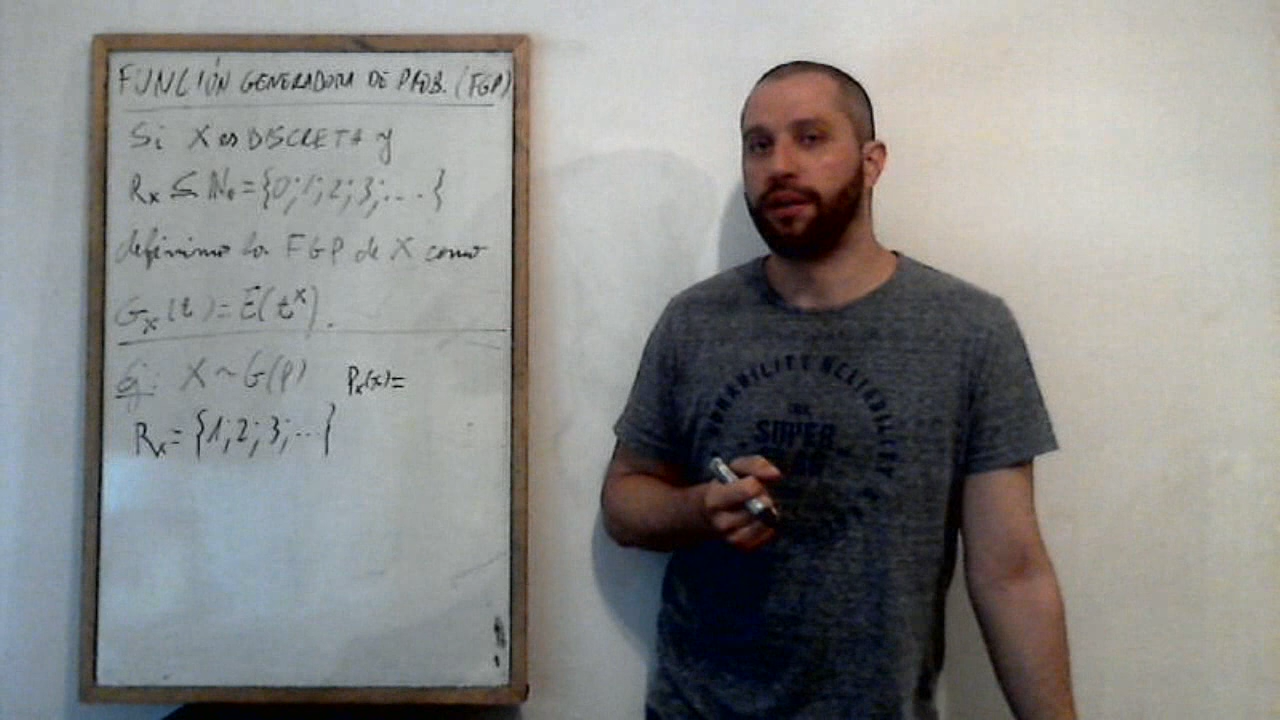 FUNCIÓN GENERADORA DE PROB. (FGP)
Si X es DISCRETA y
Rx ⊆ N₀ = {0; 1; 2; 3; ... }
definimos la FGP de X como
Gx(t) = E(t^x).
Ej: X ~ G(p) Px(x)=
Rx = {1; 2; 3; ... }
SUPER